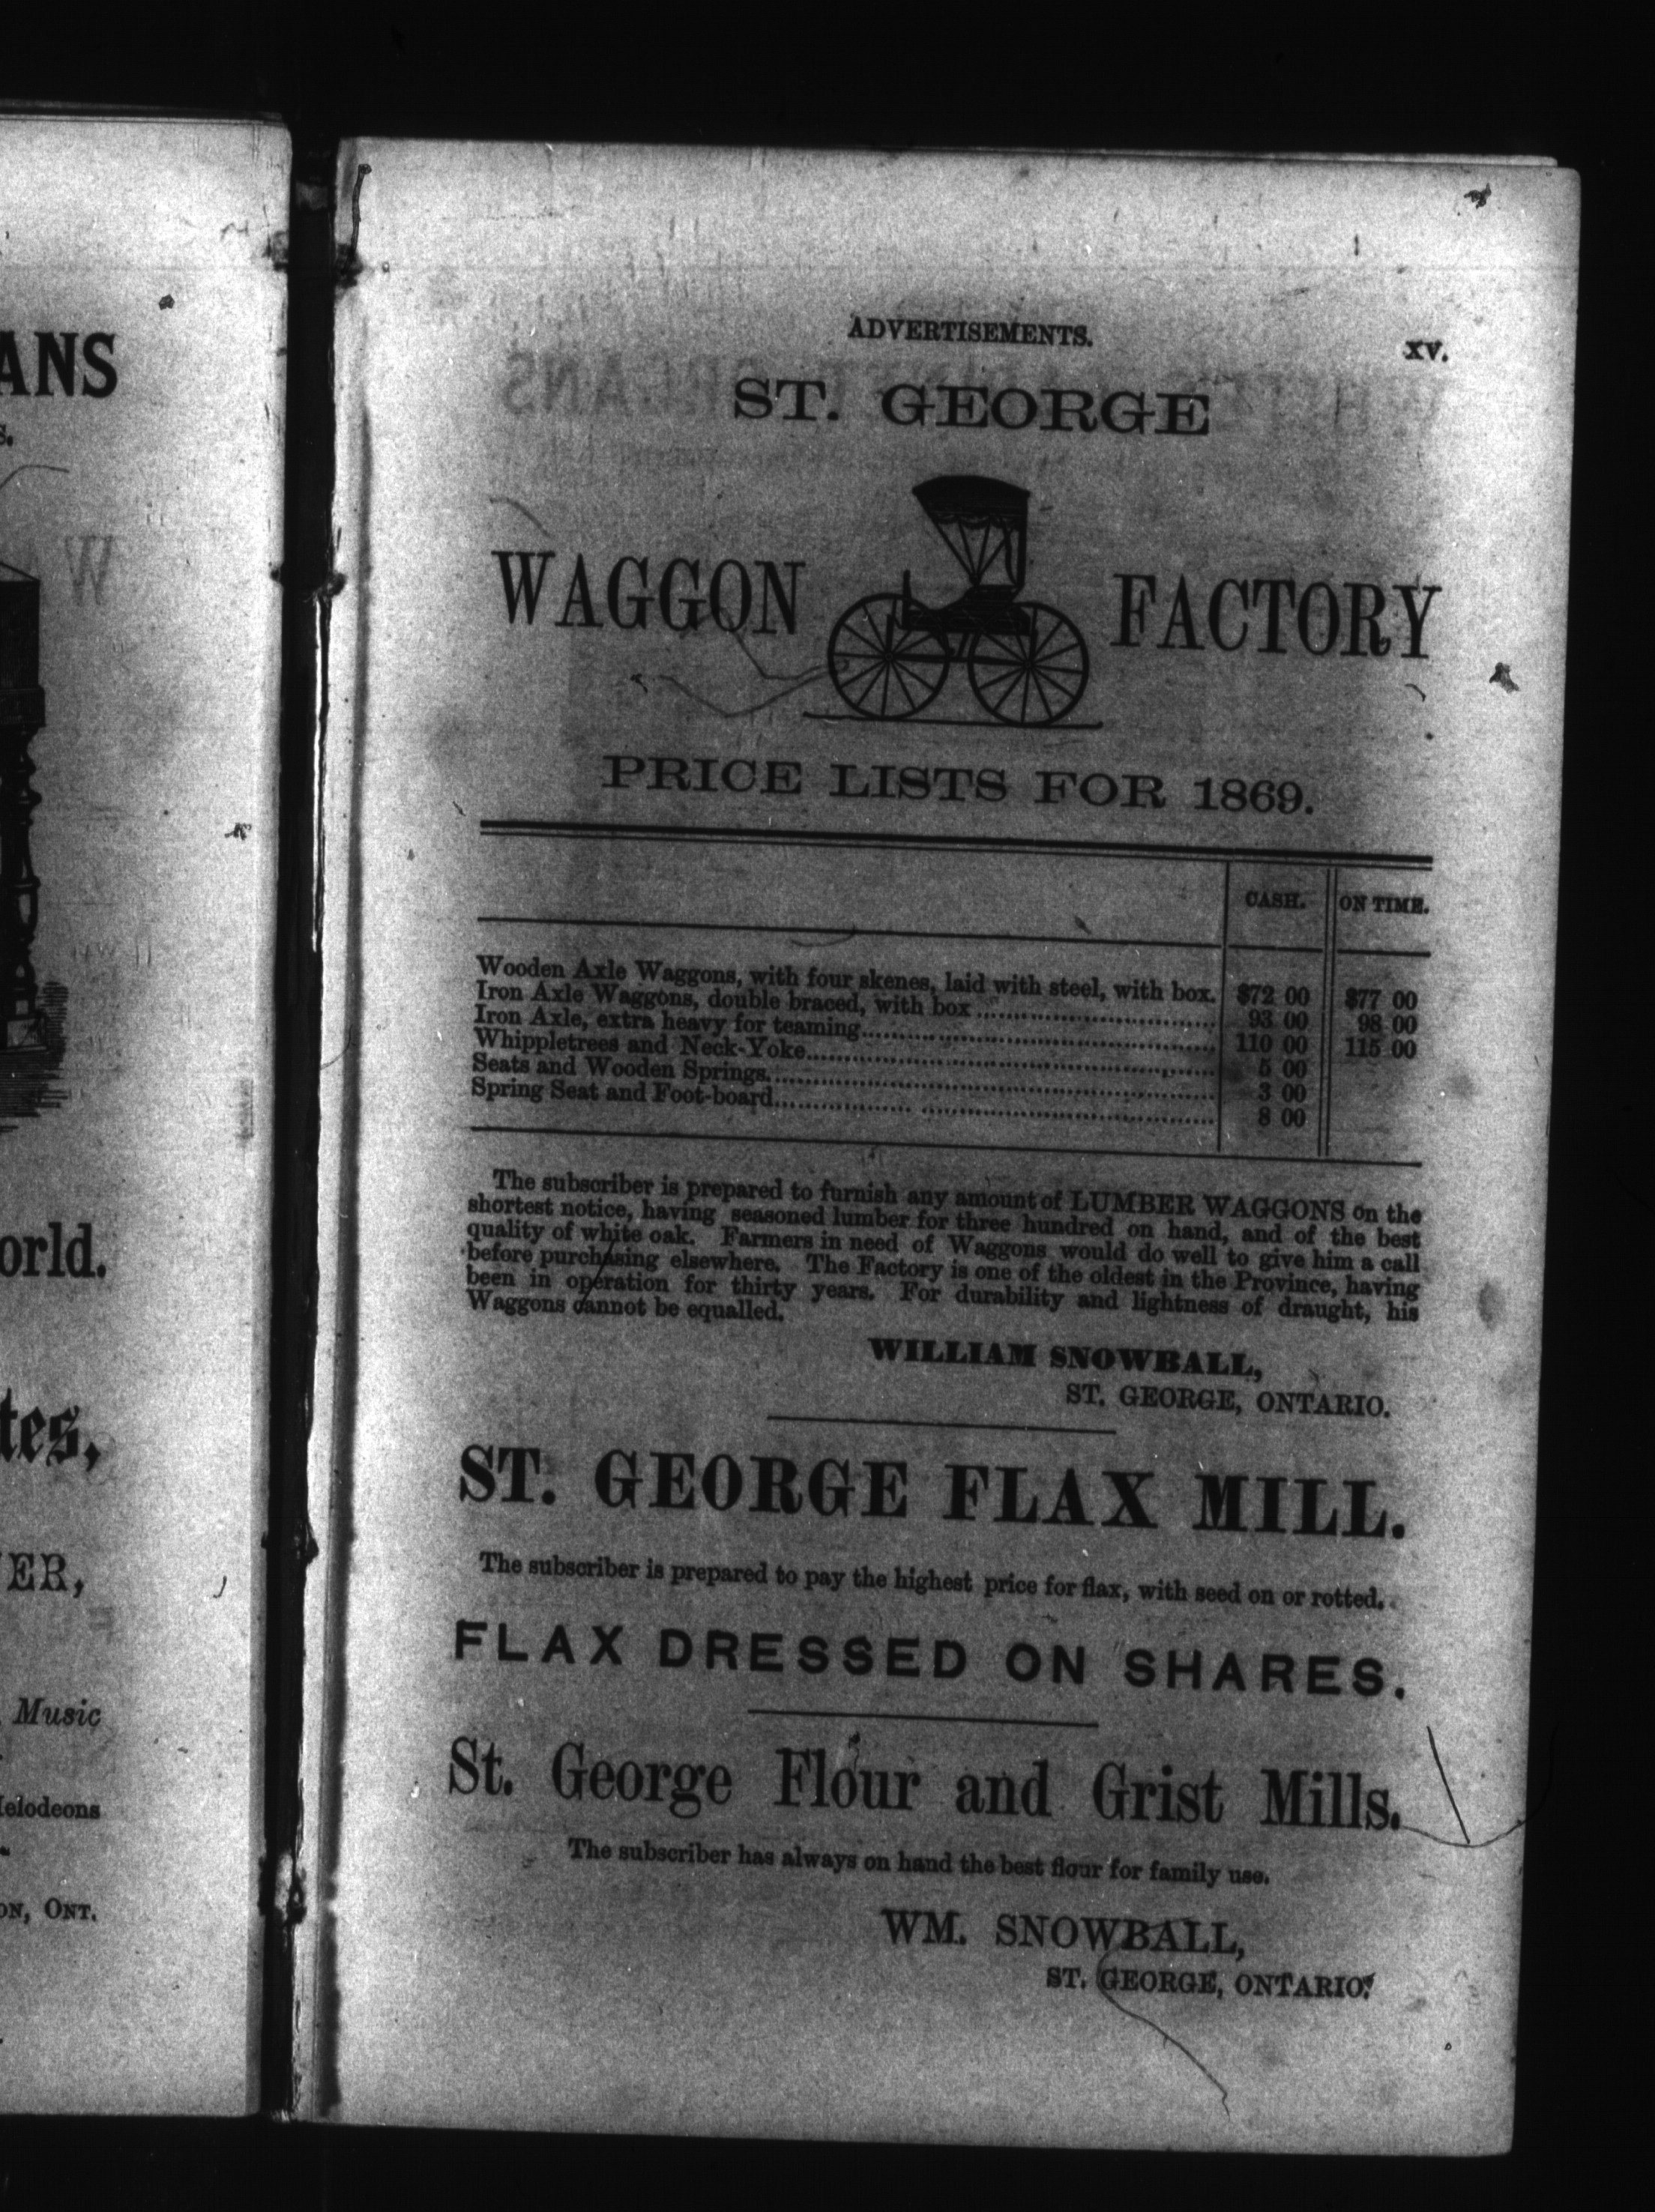 ANS
S.
orld.
tes,
ER,
Music
elodeons
ON, ONT.
ADVERTISEMENTS. XV.
ST. GEORGE
WAGGON FACTORY
PRICE LISTS FOR 1869.
CASH. ON TIME.
Wooden Axle Waggons, with four skenes, laid with steel, with box. $72 00 $77 00
Iron Axle Waggons, double braced, with box 93 00 98 00
Iron Axle, extra heavy for teaming 110 00 115 00
Whippletrees and Neck-Yoke 5 00
Seats and Wooden Springs. 3 00
Spring Seat and Foot-board 8 00
The subscriber is prepared to furnish any amount of LUMBER WAGGONS on the
shortest notice, having seasoned lumber for three hundred on hand, and of the best
quality of white oak. Farmers in need of Waggons would do well to give him a call
before purchasing elsewhere. The Factory is one of the oldest in the Province, having
been in operation for thirty years. For durability and lightness of draught, his
Waggons cannot be equalled.
WILLIAM SNOWBALL,
ST. GEORGE, ONTARIO.
ST. GEORGE FLAX MILL.
The subscriber is prepared to pay the highest price for flax, with seed on or rotted.
FLAX DRESSED ON SHARES.
St. George Flour and Grist Mills.
The subscriber has always on hand the best flour for family use.
WM. SNOWBALL,
ST. GEORGE, ONTARIO.